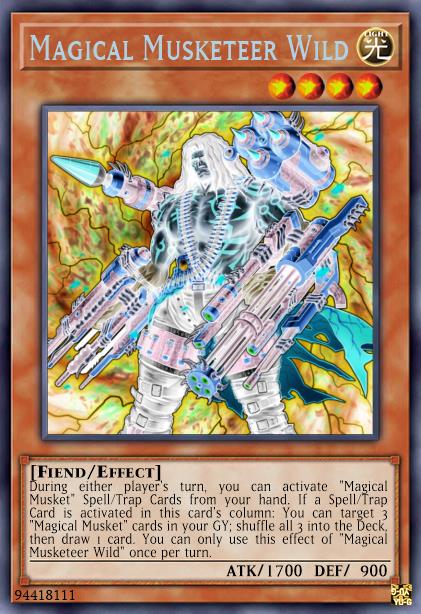 Magical Musketeer Wild
LIGHT
光
[Fiend/Effect]
During either player's turn, you can activate "Magical
Musket" Spell/Trap Cards from your hand. If a Spell/Trap
Card is activated in this card's column: You can target 3
"Magical Musket" cards in your GY; shuffle all 3 into the Deck,
then draw 1 card. You can only use this effect of "Magical
Musketeer Wild" once per turn.
ATK/1700 DEF/ 900
94418111